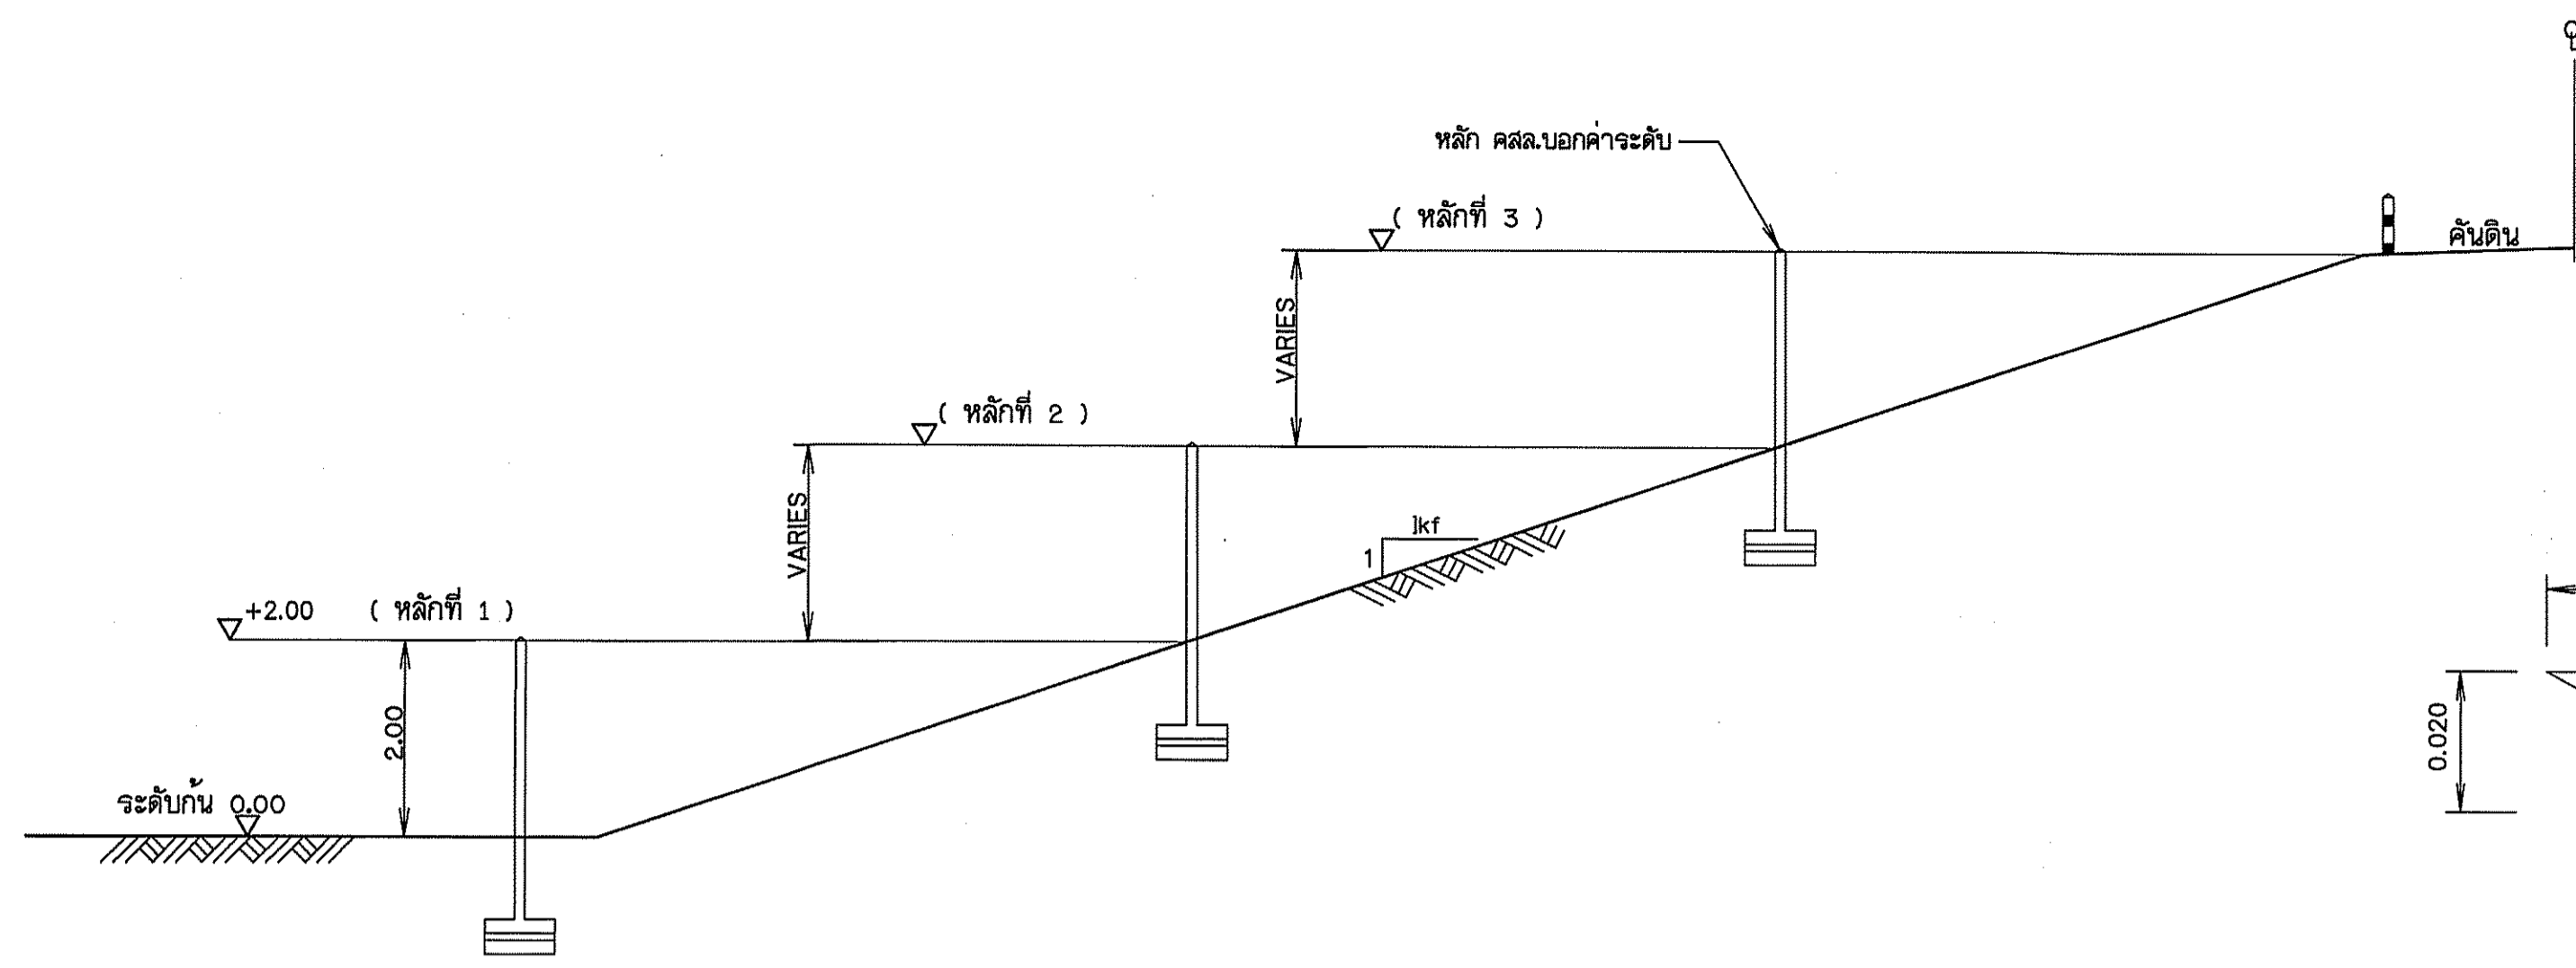 หลัก คสล.บอกค่าระดับ
( หลักที่ 3 )
คันดิน
VARIES
( หลักที่ 2 )
VARIES
]kf
1
+2.00 ( หลักที่ 1 )
2.00
0.020
ระดับก้น 0.00